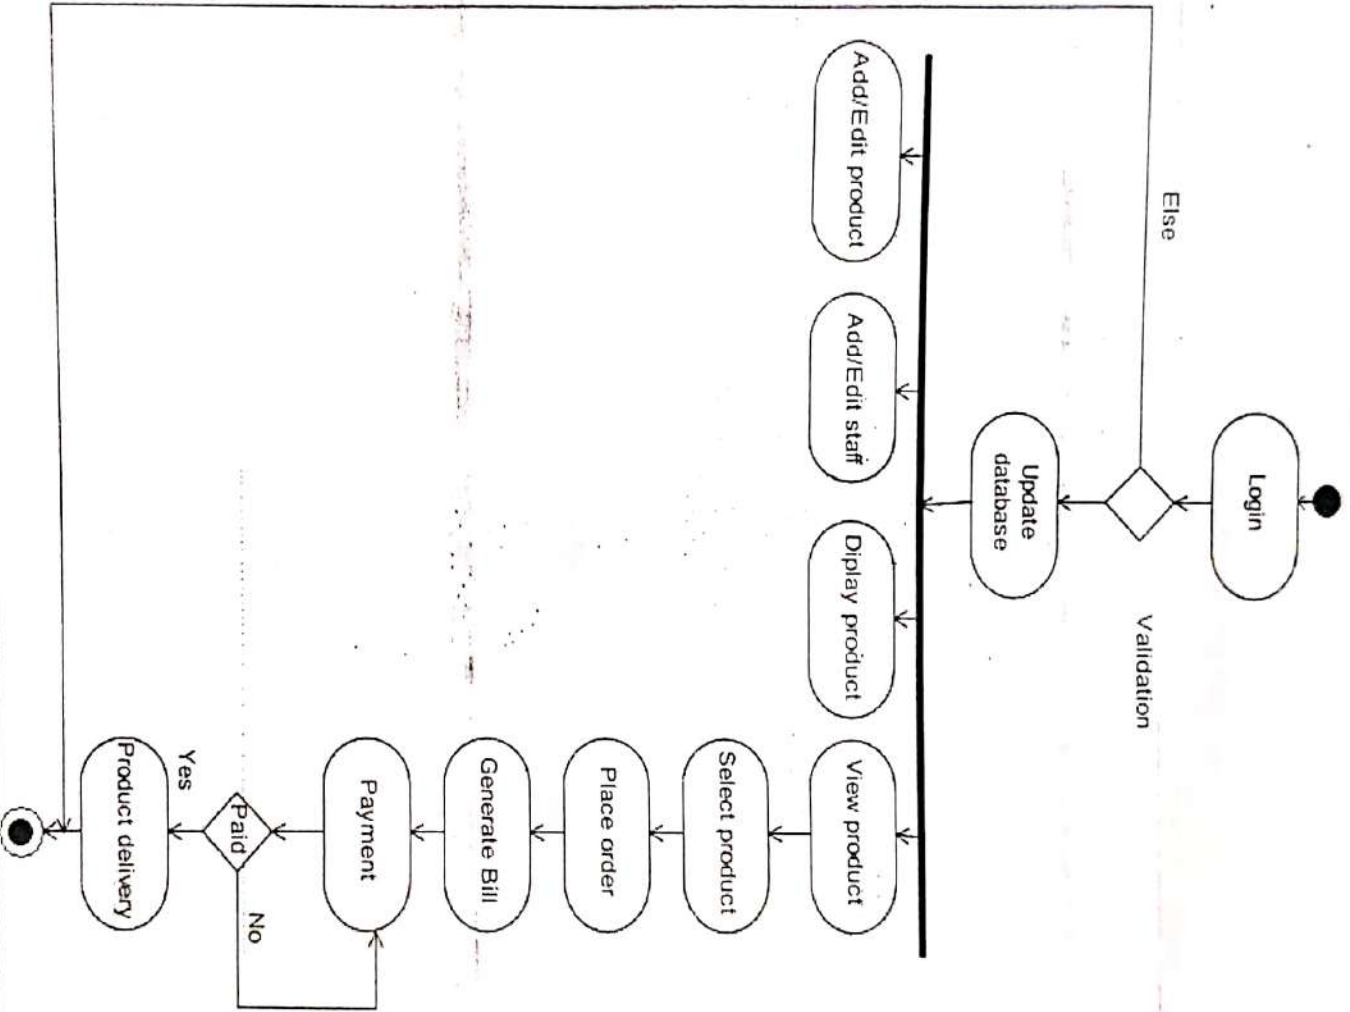 Login
Validation
Else
Update
database
Add/Edit product
Add/Edit staff
Diplay product
View product
Select product
Place order
Generate Bill
Payment
Paid
No
Yes
Product delivery